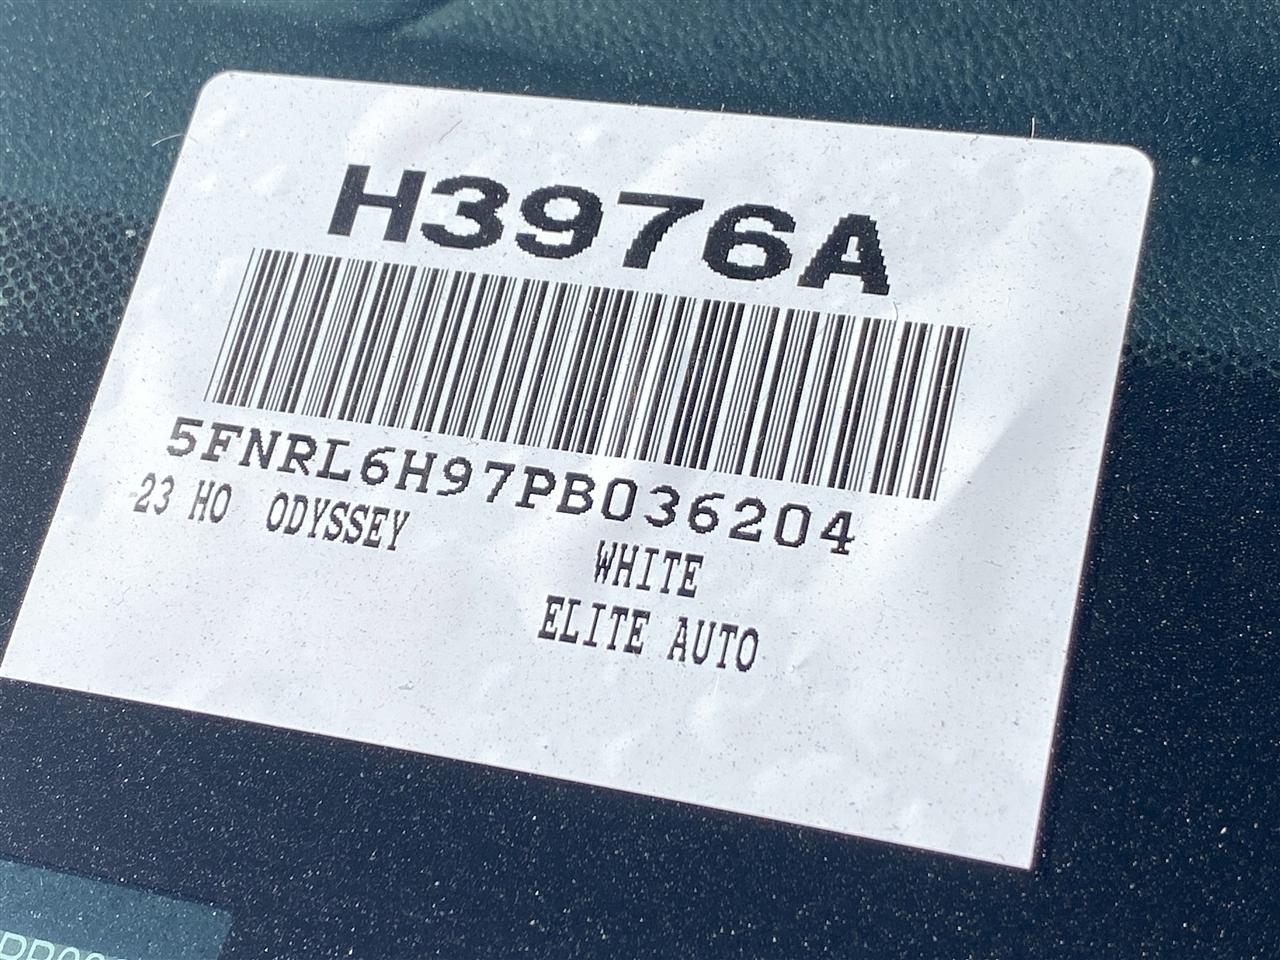 H3976A
5FNRL6H97PB036204
23 HO ODYSSEY
WHITE
ELITE AUTO